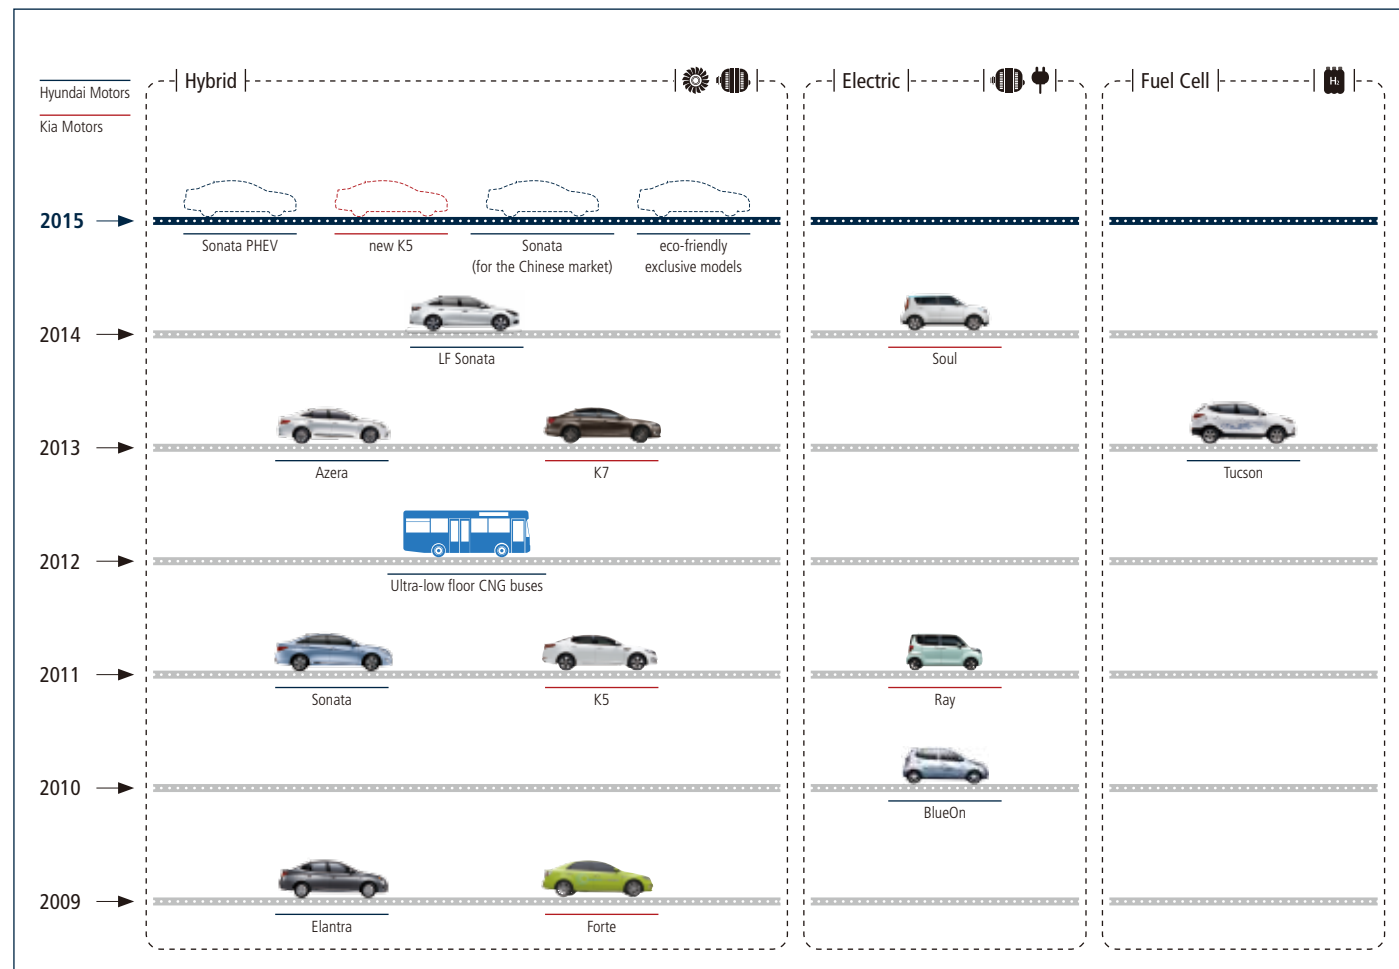 Hyundai Motors
Kia Motors
Hybrid
Electric
Fuel Cell
H₂
2015
Sonata PHEV
new K5
Sonata
(for the Chinese market)
eco-friendly
exclusive models
2014
LF Sonata
Soul
2013
Azera
K7
Tucson
2012
Ultra-low floor CNG buses
2011
Sonata
K5
Ray
2010
BlueOn
2009
Elantra
Forte